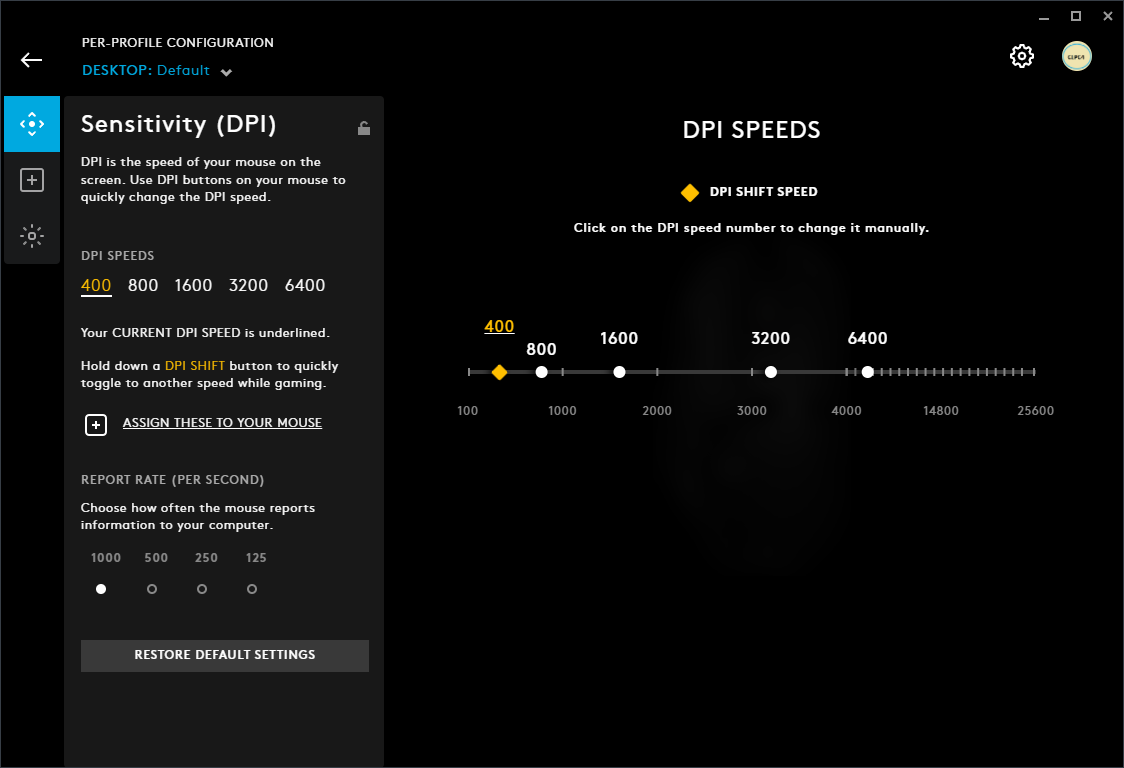 PER-PROFILE CONFIGURATION
DESKTOP: Default
Sensitivity (DPI)
DPI is the speed of your mouse on the
screen. Use DPI buttons on your mouse to
quickly change the DPI speed.
DPI SPEEDS
400 800 1600 3200 6400
Your CURRENT DPI SPEED is underlined.
Hold down a DPI SHIFT button to quickly
toggle to another speed while gaming.
ASSIGN THESE TO YOUR MOUSE
REPORT RATE (PER SECOND)
Choose how often the mouse reports
information to your computer.
1000 500 250 125
RESTORE DEFAULT SETTINGS
DPI SPEEDS
DPI SHIFT SPEED
Click on the DPI speed number to change it manually.
400 800 1600 3200 6400
100 1000 2000 3000 4000 14800 25600